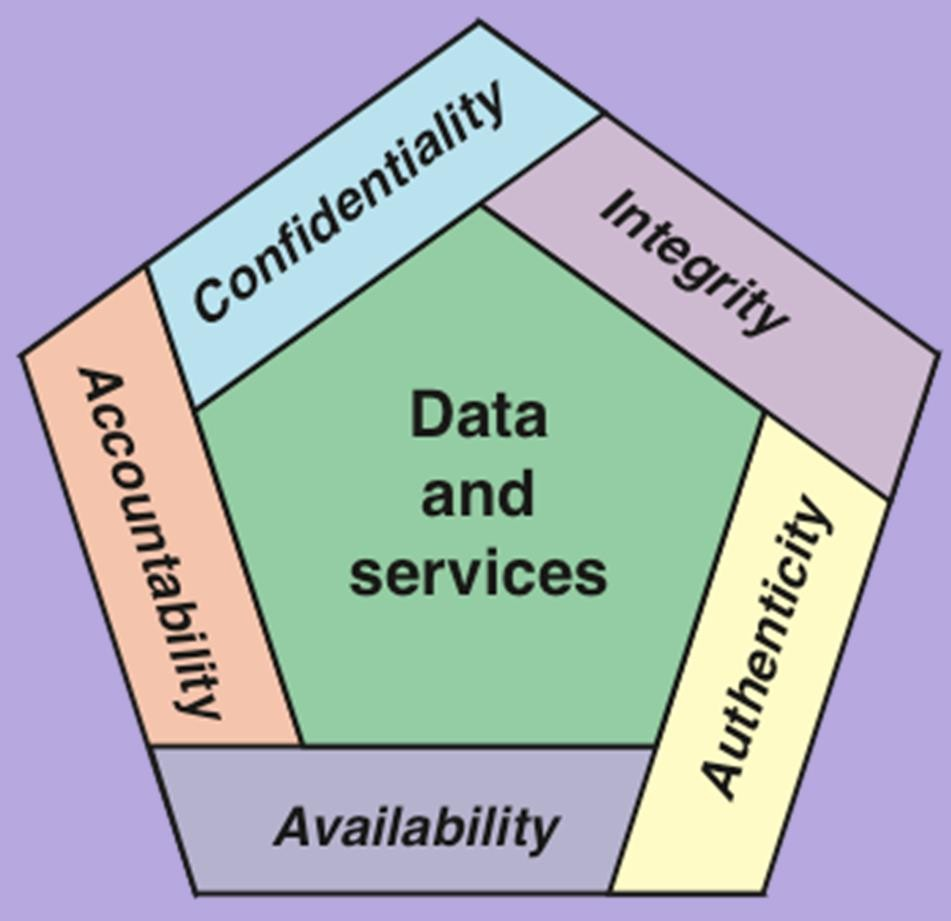 Confidentiality
Integrity
Accountability
Data
and
services
Authenticity
Availability